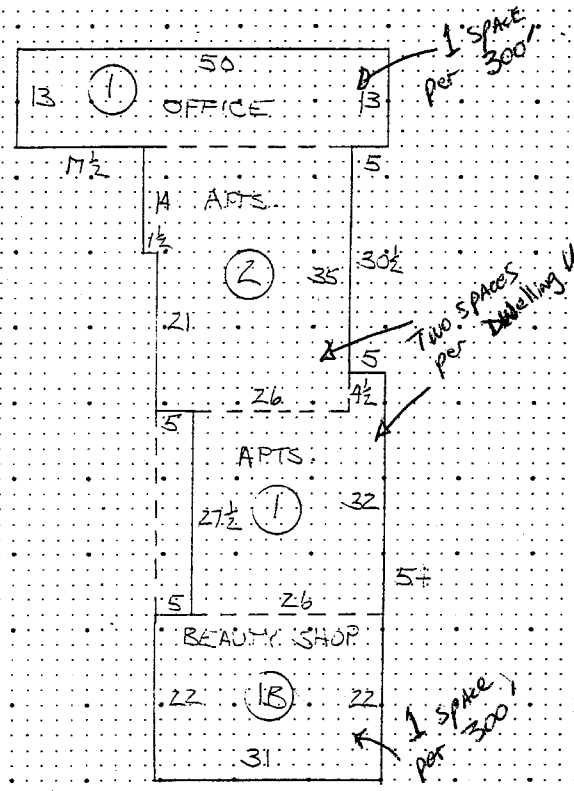 1 SPACE
per 300'
50
13 1 OFFICE 13
17½ 5
14 APTS.
1½
2 35 30½
21
Two spaces
per Dwelling U
5
26 4½
5
APTS.
27½ 1 32
5 26
BEAUTY SHOP
22 1B 22
1 SPACE
per 300'
31